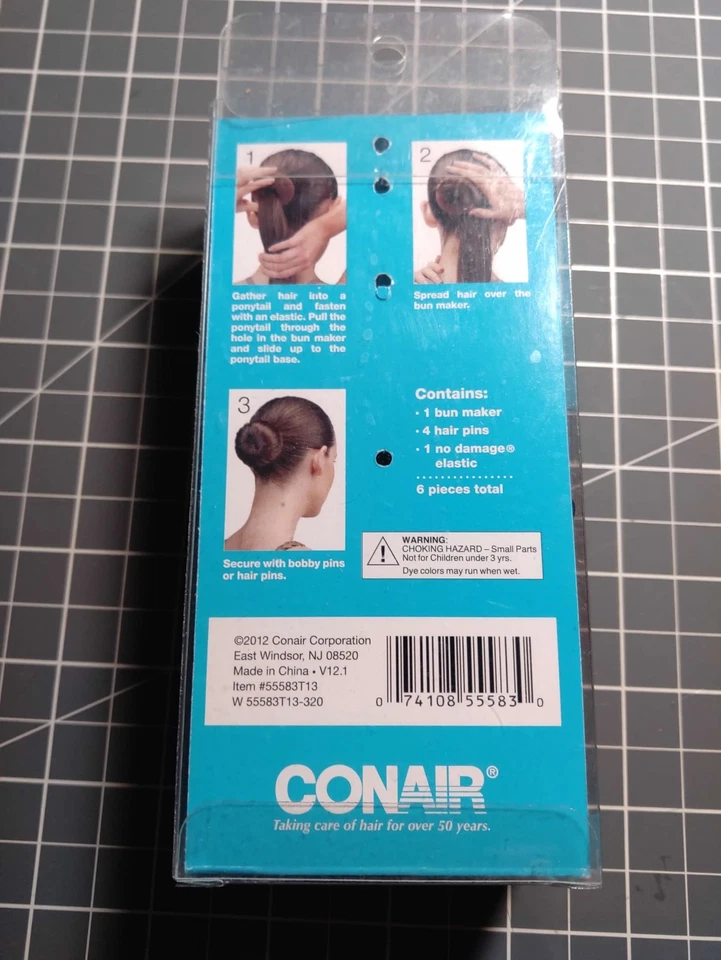 1
Gather hair into a
ponytail and fasten
with an elastic. Pull the
ponytail through the
hole in the bun maker
and slide up to the
ponytail base.
2
Spread hair over the
bun maker.
3
Secure with bobby pins
or hair pins.
Contains:
· 1 bun maker
· 4 hair pins
· 1 no damage®
elastic
6 pieces total
WARNING:
CHOKING HAZARD – Small Parts
Not for Children under 3 yrs.
Dye colors may run when wet.
©2012 Conair Corporation
East Windsor, NJ 08520
Made in China • V12.1
Item #55583T13
W 55583T13-320
0 74108 55583 0
CONAIR®
Taking care of hair for over 50 years.